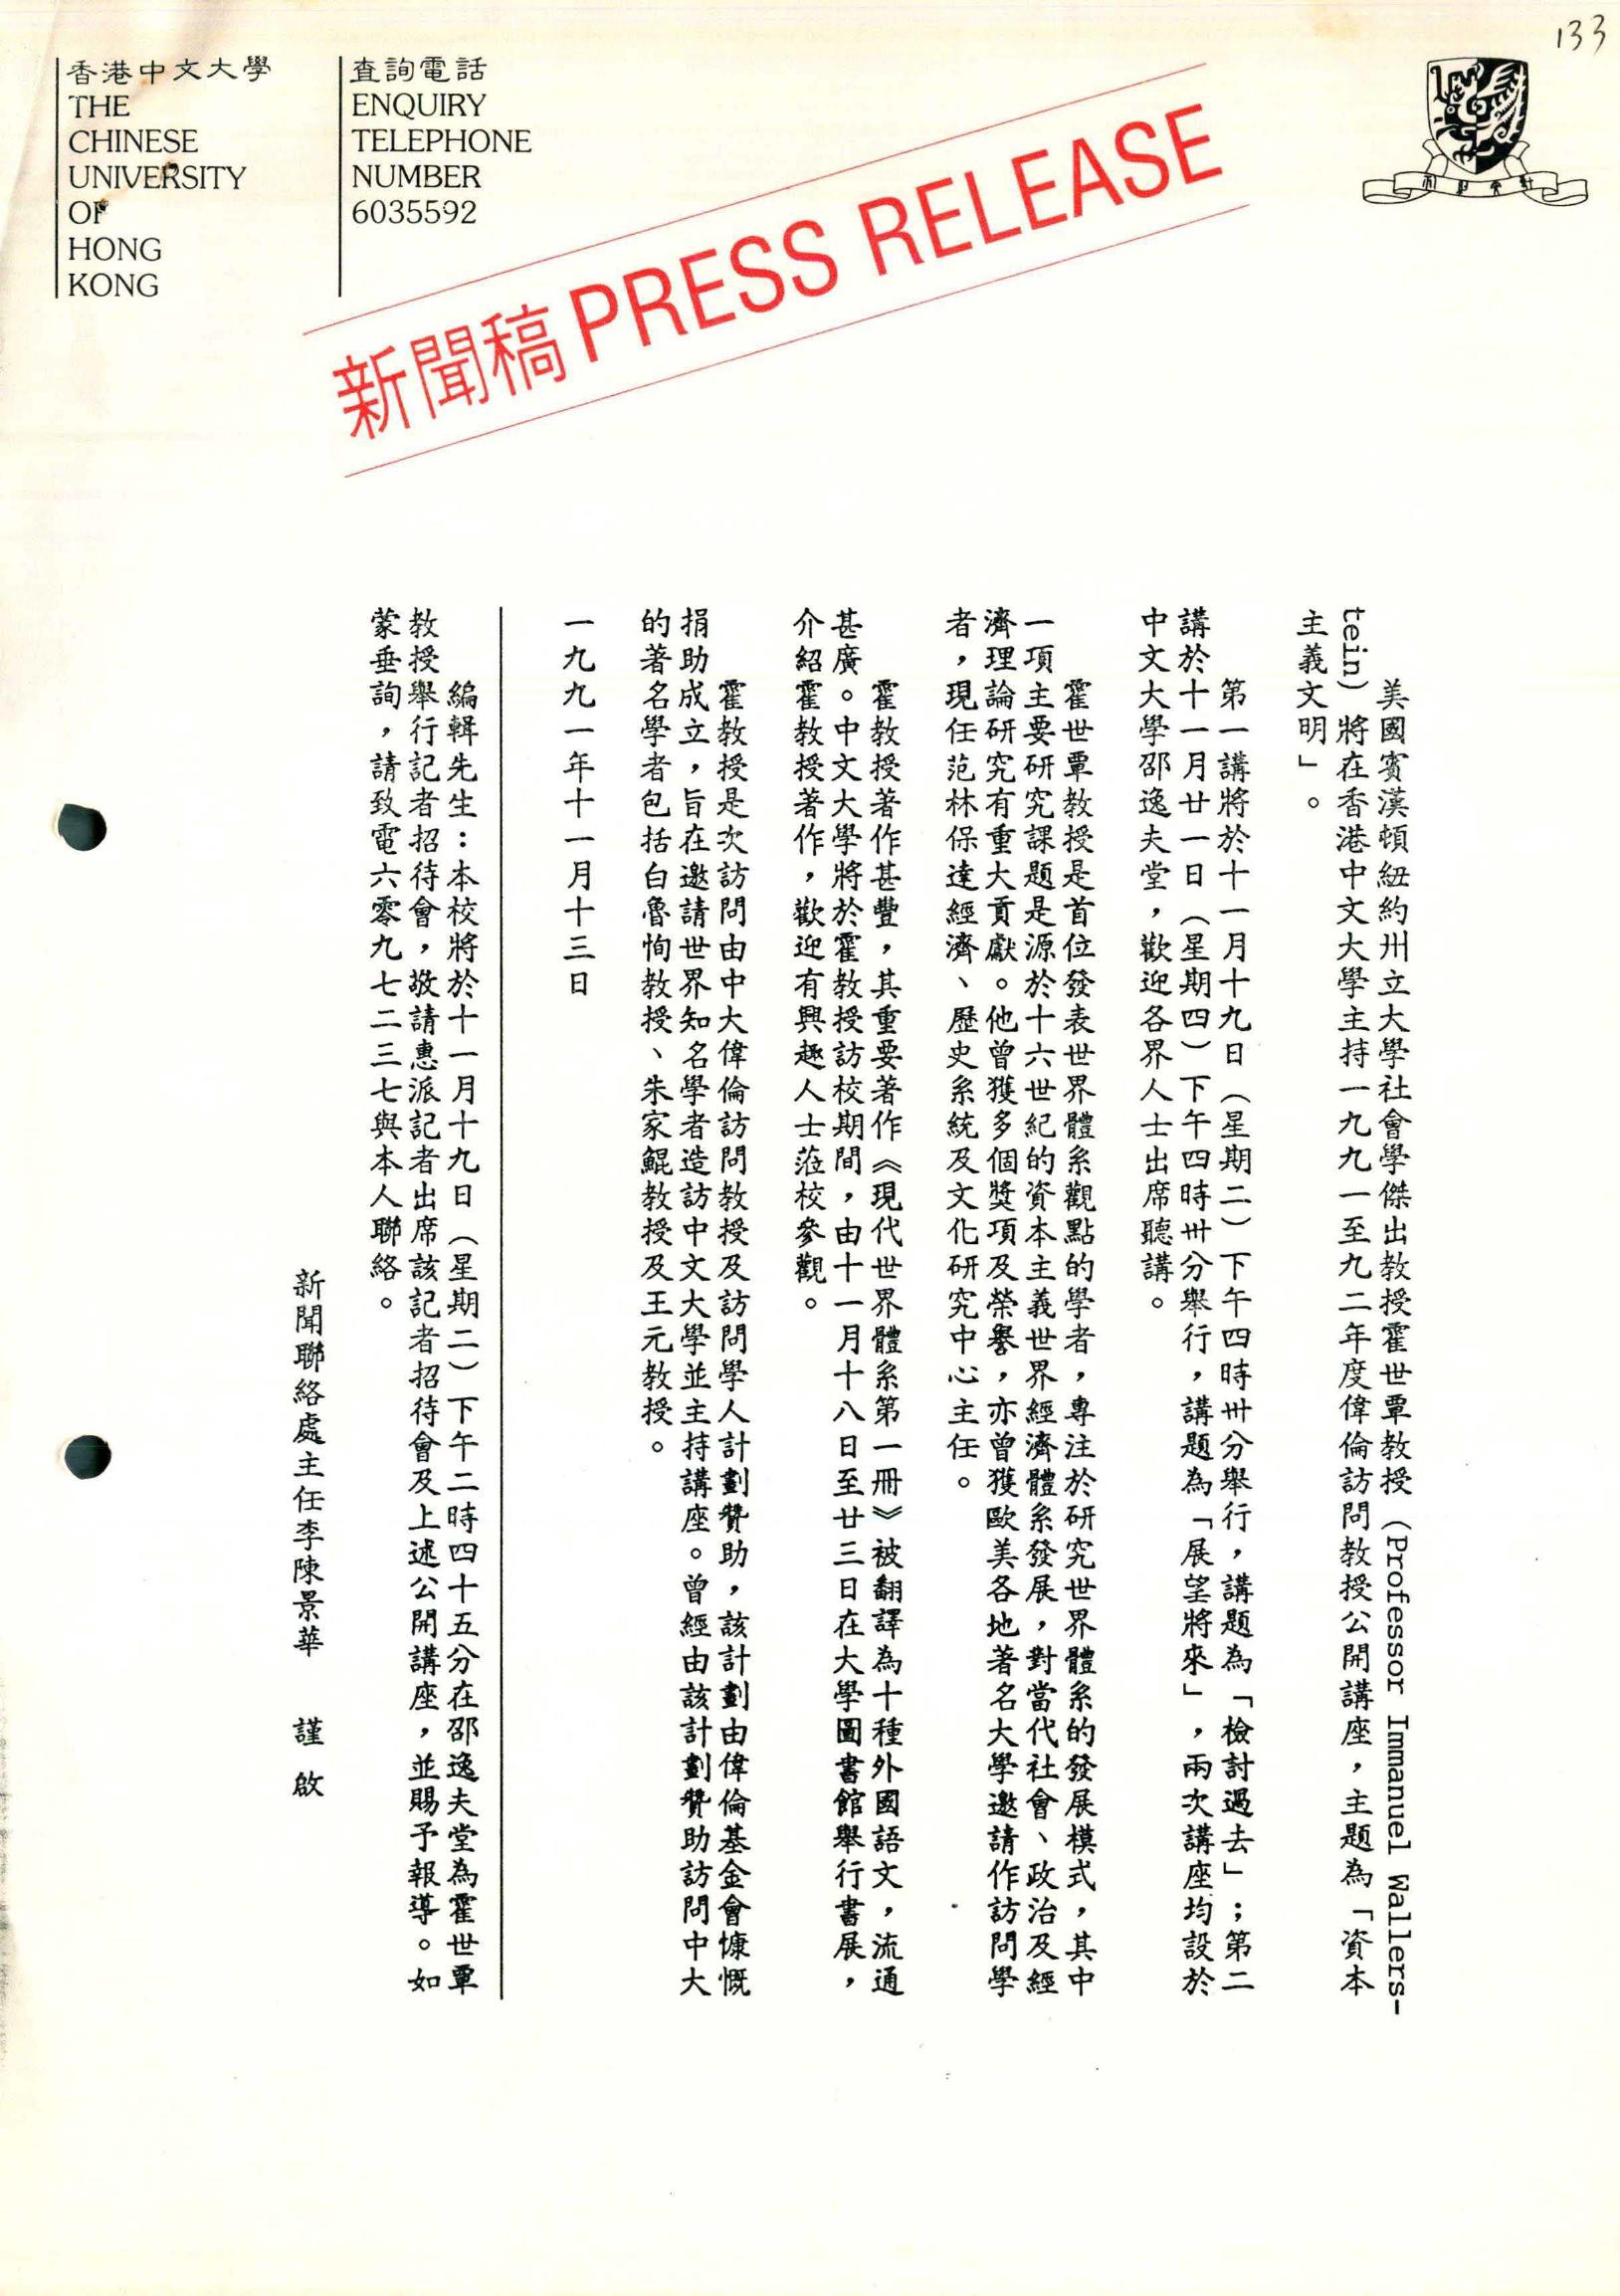 133
香港中文大學
THE
CHINESE
UNIVERSITY
OF
HONG
KONG
查詢電話
ENQUIRY
TELEPHONE
NUMBER
6035592
新聞稿 PRESS RELEASE
美國賓漢頓紐約州立大學社會學傑出教授霍世覃教授（Professor Immanuel Wallers-
tein）將在香港中文大學主持一九九一至九二年度偉倫訪問教授公開講座，主題為「資本
主義文明」。
第一講將於十一月十九日（星期二）下午四時卅分舉行，講題為「檢討過去」；第二
講於十一月廿一日（星期四）下午四時卅分舉行，講題為「展望將來」，兩次講座均設於
中文大學邵逸夫堂，歡迎各界人士出席聽講。
霍世覃教授是首位發表世界體系觀點的學者，專注於研究世界體系的發展模式，其中
一項主要研究課題是源於十六世紀的資本主義世界經濟體系發展，對當代社會、政治及經
濟理論研究有重大貢獻。他曾獲多個獎項及榮譽，亦曾獲歐美各地著名大學邀請作訪問學
者，現任范林保達經濟、歷史系統及文化研究中心主任。
霍教授著作甚豐，其重要著作《現代世界體系第一冊》被翻譯為十種外國語文，流通
甚廣。中文大學將於霍教授訪校期間，由十一月十八日至廿三日在大學圖書館舉行書展，
介紹霍教授著作，歡迎有興趣人士蒞校參觀。
霍教授是次訪問由中大偉倫訪問教授及訪問學人計劃贊助，該計劃由偉倫基金會慷慨
捐助成立，旨在邀請世界知名學者造訪中文大學並主持講座。曾經由該計劃贊助訪問中大
的著名學者包括白魯恂教授、朱家鯤教授及王元教授。
一九九一年十一月十三日
編輯先生：本校將於十一月十九日（星期二）下午二時四十五分在邵逸夫堂為霍世覃
教授舉行記者招待會，敬請惠派記者出席該記者招待會及上述公開講座，並賜予報導。如
蒙垂詢，請致電六零九七二三七與本人聯絡。
新聞聯絡處主任李陳景華 謹啟